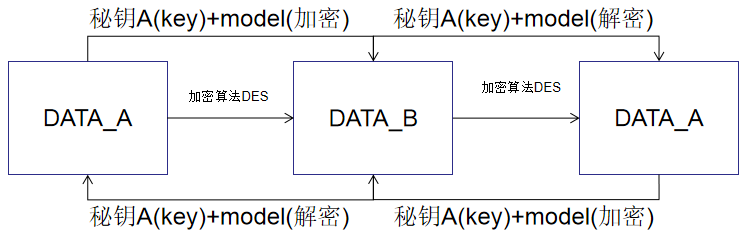 秘钥A(key)+model(加密) 秘钥A(key)+model(解密)
加密算法DES 加密算法DES
DATA_A DATA_B DATA_A
秘钥A(key)+model(解密) 秘钥A(key)+model(加密)